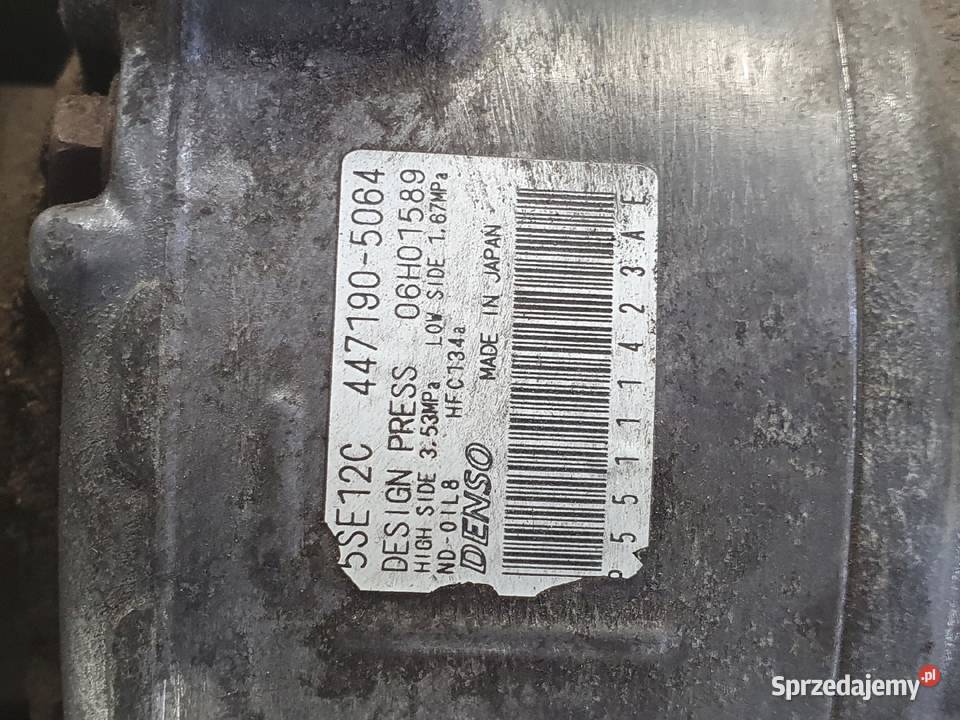 5SE12C 447190-5064
DESIGN PRESS 06H01589
HIGH SIDE 3.53MPa LOW SIDE 1.67MPa
ND-OIL8 HFC134a
DENSO MADE IN JAPAN
P55111423AE
Sprzedajemy.pl